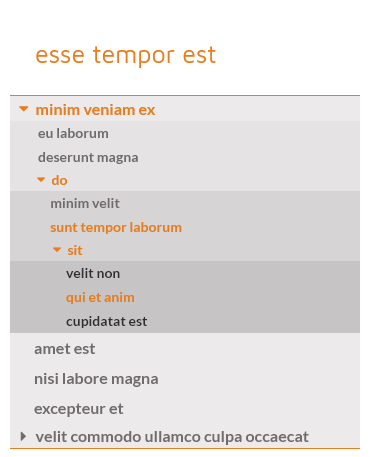 esse tempor est
minim veniam ex
eu laborum
deserunt magna
do
minim velit
sunt tempor laborum
sit
velit non
qui et anim
cupidatat est
amet est
nisi labore magna
excepteur et
velit commodo ullamco culpa occaecat